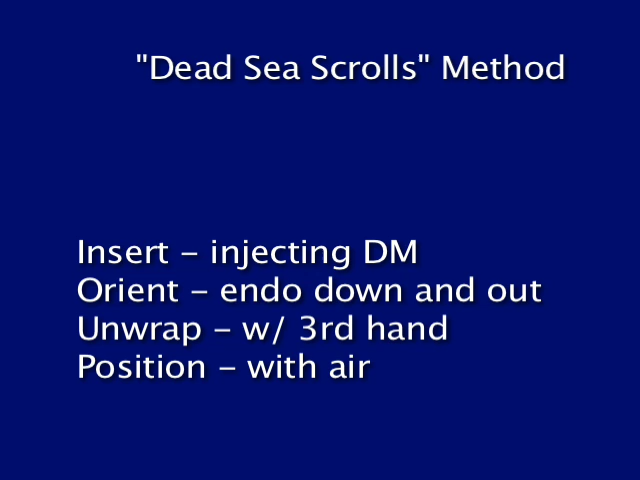 "Dead Sea Scrolls" Method
Insert – injecting DM
Orient – endo down and out
Unwrap – w/ 3rd hand
Position – with air